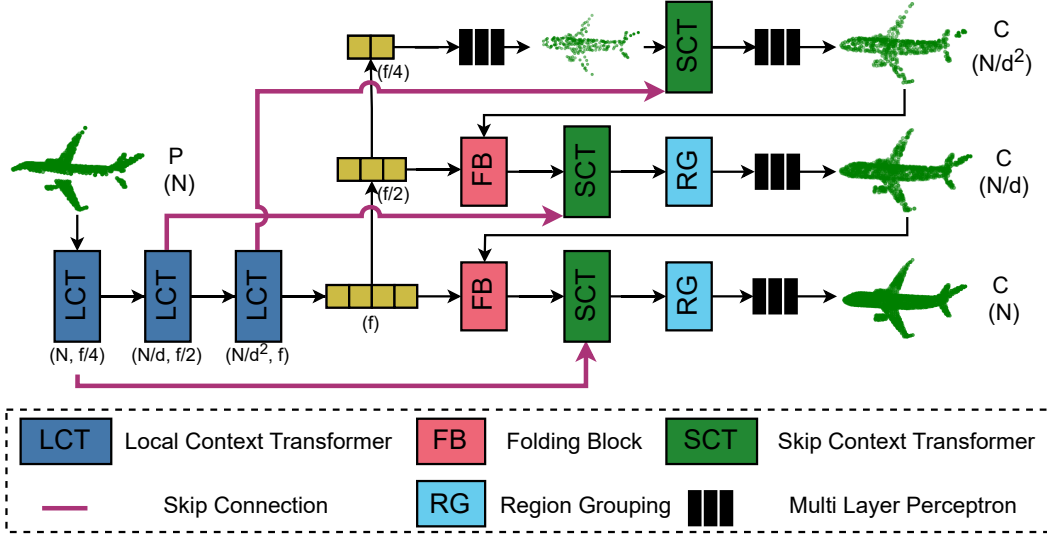 C
(N/d²)
(f/4)
SCT
P
(N)
(f/2)
FB
SCT
RG
C
(N/d)
LCT
LCT
LCT
(f)
FB
SCT
RG
C
(N)
(N, f/4)
(N/d, f/2)
(N/d², f)
LCT
Local Context Transformer
FB
Folding Block
SCT
Skip Context Transformer
Skip Connection
RG
Region Grouping
Multi Layer Perceptron